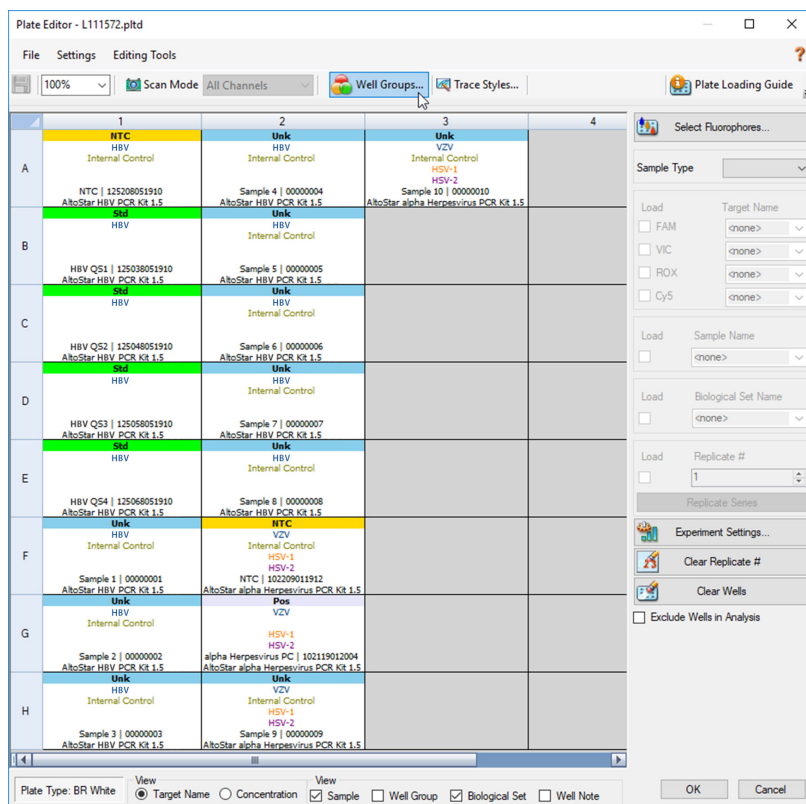 Plate Editor - L111572.pltd
File Settings Editing Tools ?
100% Scan Mode All Channels Well Groups... Trace Styles... Plate Loading Guide
1 2 3 4
A
NTC
HBV
Internal Control
NTC | 125208051910
AltoStar HBV PCR Kit 1.5
Unk
HBV
Internal Control
Sample 4 | 00000004
AltoStar HBV PCR Kit 1.5
Unk
VZV
Internal Control
HSV-1
HSV-2
Sample 10 | 00000010
AltoStar alpha Herpesvirus PCR Kit 1.5
B
Std
HBV
HBV QS1 | 125038051910
AltoStar HBV PCR Kit 1.5
Unk
HBV
Internal Control
Sample 5 | 00000005
AltoStar HBV PCR Kit 1.5
C
Std
HBV
HBV QS2 | 125048051910
AltoStar HBV PCR Kit 1.5
Unk
HBV
Internal Control
Sample 6 | 00000006
AltoStar HBV PCR Kit 1.5
D
Std
HBV
HBV QS3 | 125058051910
AltoStar HBV PCR Kit 1.5
Unk
HBV
Internal Control
Sample 7 | 00000007
AltoStar HBV PCR Kit 1.5
E
Std
HBV
HBV QS4 | 125068051910
AltoStar HBV PCR Kit 1.5
Unk
HBV
Internal Control
Sample 8 | 00000008
AltoStar HBV PCR Kit 1.5
F
Unk
HBV
Internal Control
Sample 1 | 00000001
AltoStar HBV PCR Kit 1.5
NTC
VZV
Internal Control
HSV-1
HSV-2
NTC | 102209011912
AltoStar alpha Herpesvirus PCR Kit 1.5
G
Unk
HBV
Internal Control
Sample 2 | 00000002
AltoStar HBV PCR Kit 1.5
Pos
VZV
HSV-1
HSV-2
alpha Herpesvirus PC | 102119012004
AltoStar alpha Herpesvirus PCR Kit 1.5
H
Unk
HBV
Internal Control
Sample 3 | 00000003
AltoStar HBV PCR Kit 1.5
Unk
VZV
Internal Control
HSV-1
HSV-2
Sample 9 | 00000009
AltoStar alpha Herpesvirus PCR Kit 1.5
Select Fluorophores...
Sample Type
Load Target Name
FAM <none>
VIC <none>
ROX <none>
Cy5 <none>
Load Sample Name
<none>
Load Biological Set Name
<none>
Load Replicate #
1
Replicate Series
Experiment Settings...
Clear Replicate #
Clear Wells
Exclude Wells in Analysis
Plate Type: BR White
View
Target Name Concentration
View
Sample Well Group Biological Set Well Note
OK Cancel